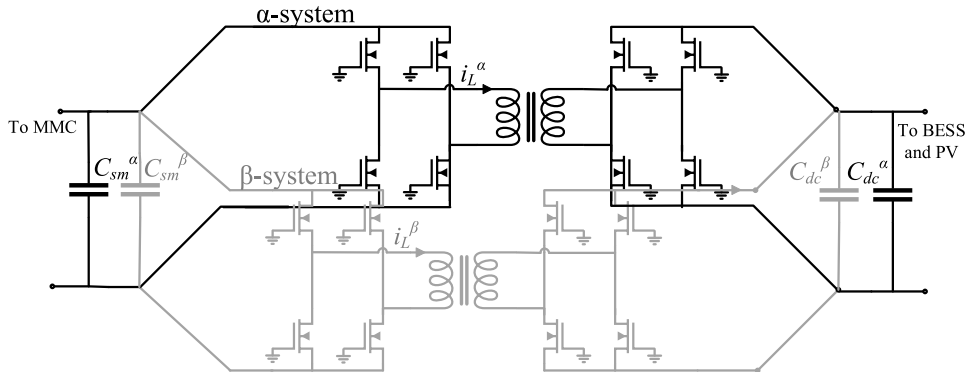 α-system
i_L^α
To MMC
C_sm^α
C_sm^β
β-system
i_L^β
C_dc^β
C_dc^α
To BESS
and PV